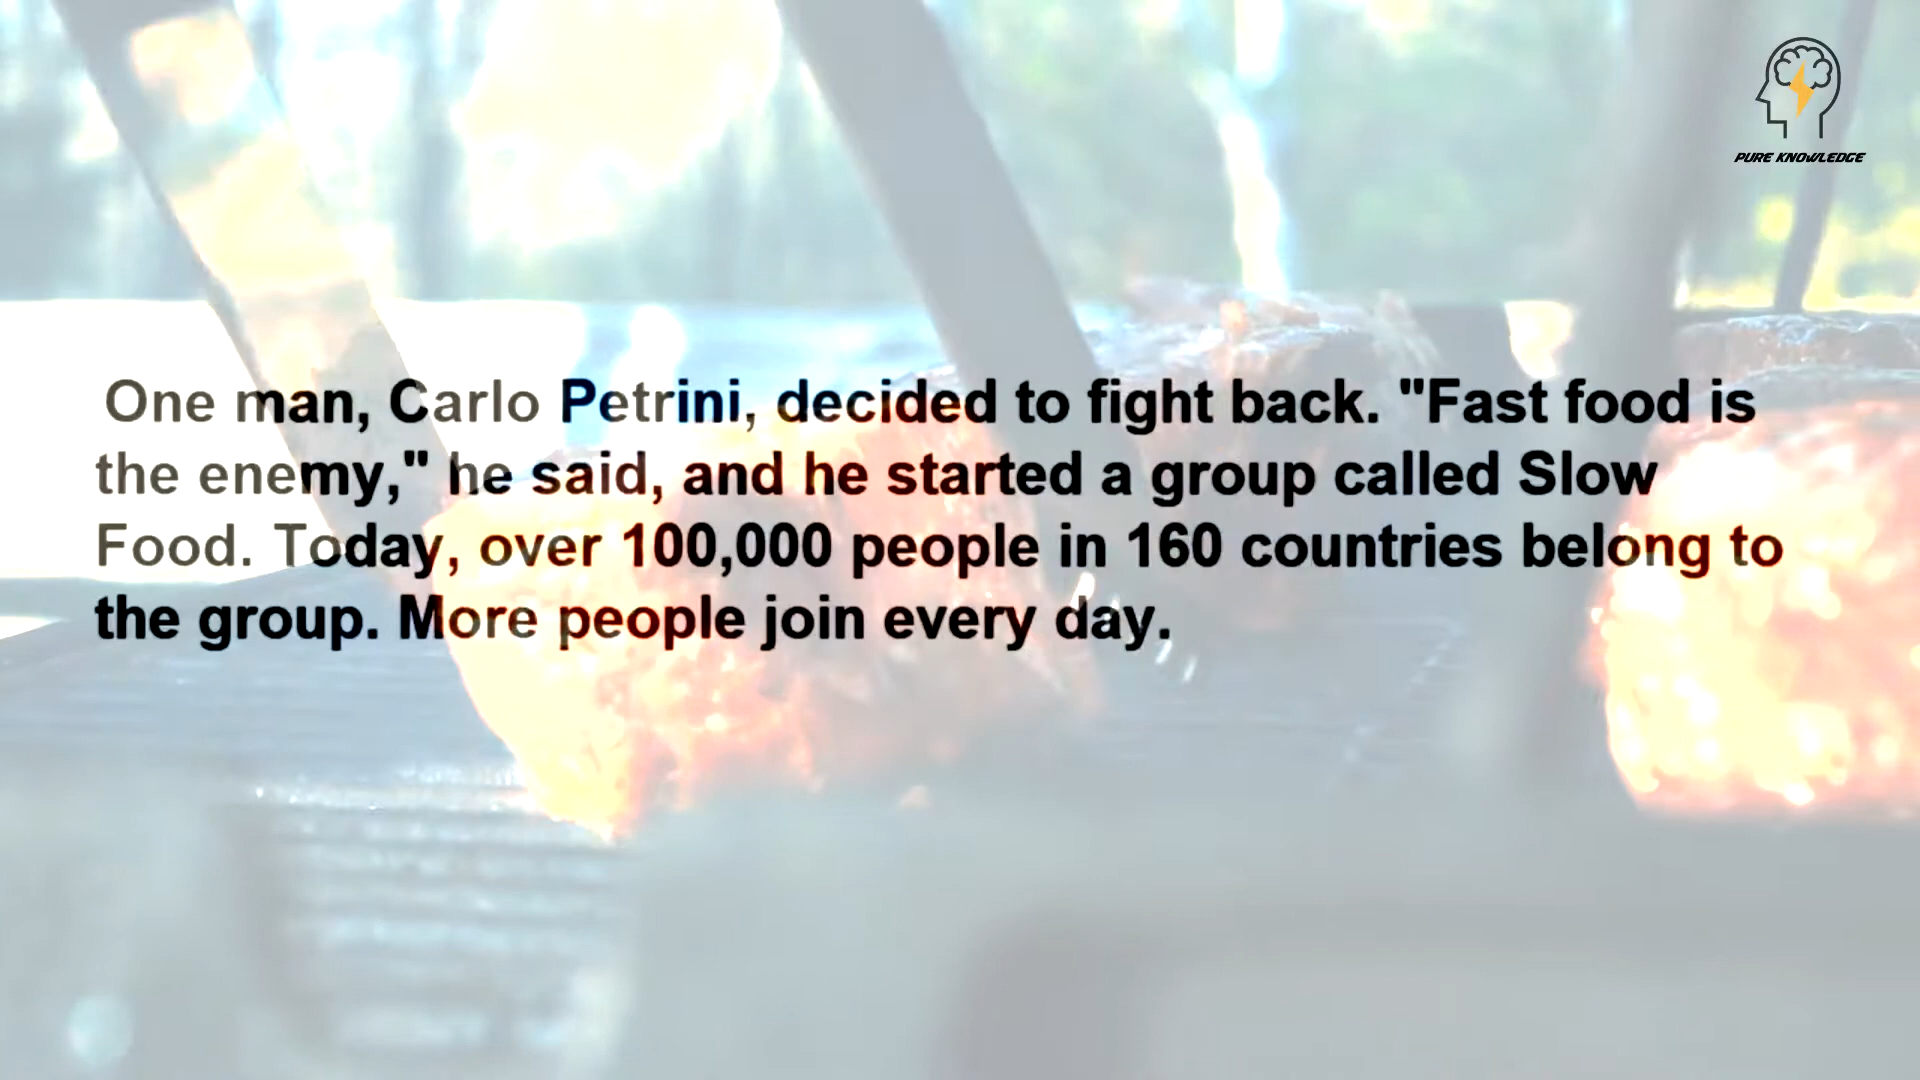 PURE KNOWLEDGE
One man, Carlo Petrini, decided to fight back. "Fast food is
the enemy," he said, and he started a group called Slow
Food. Today, over 100,000 people in 160 countries belong to
the group. More people join every day.